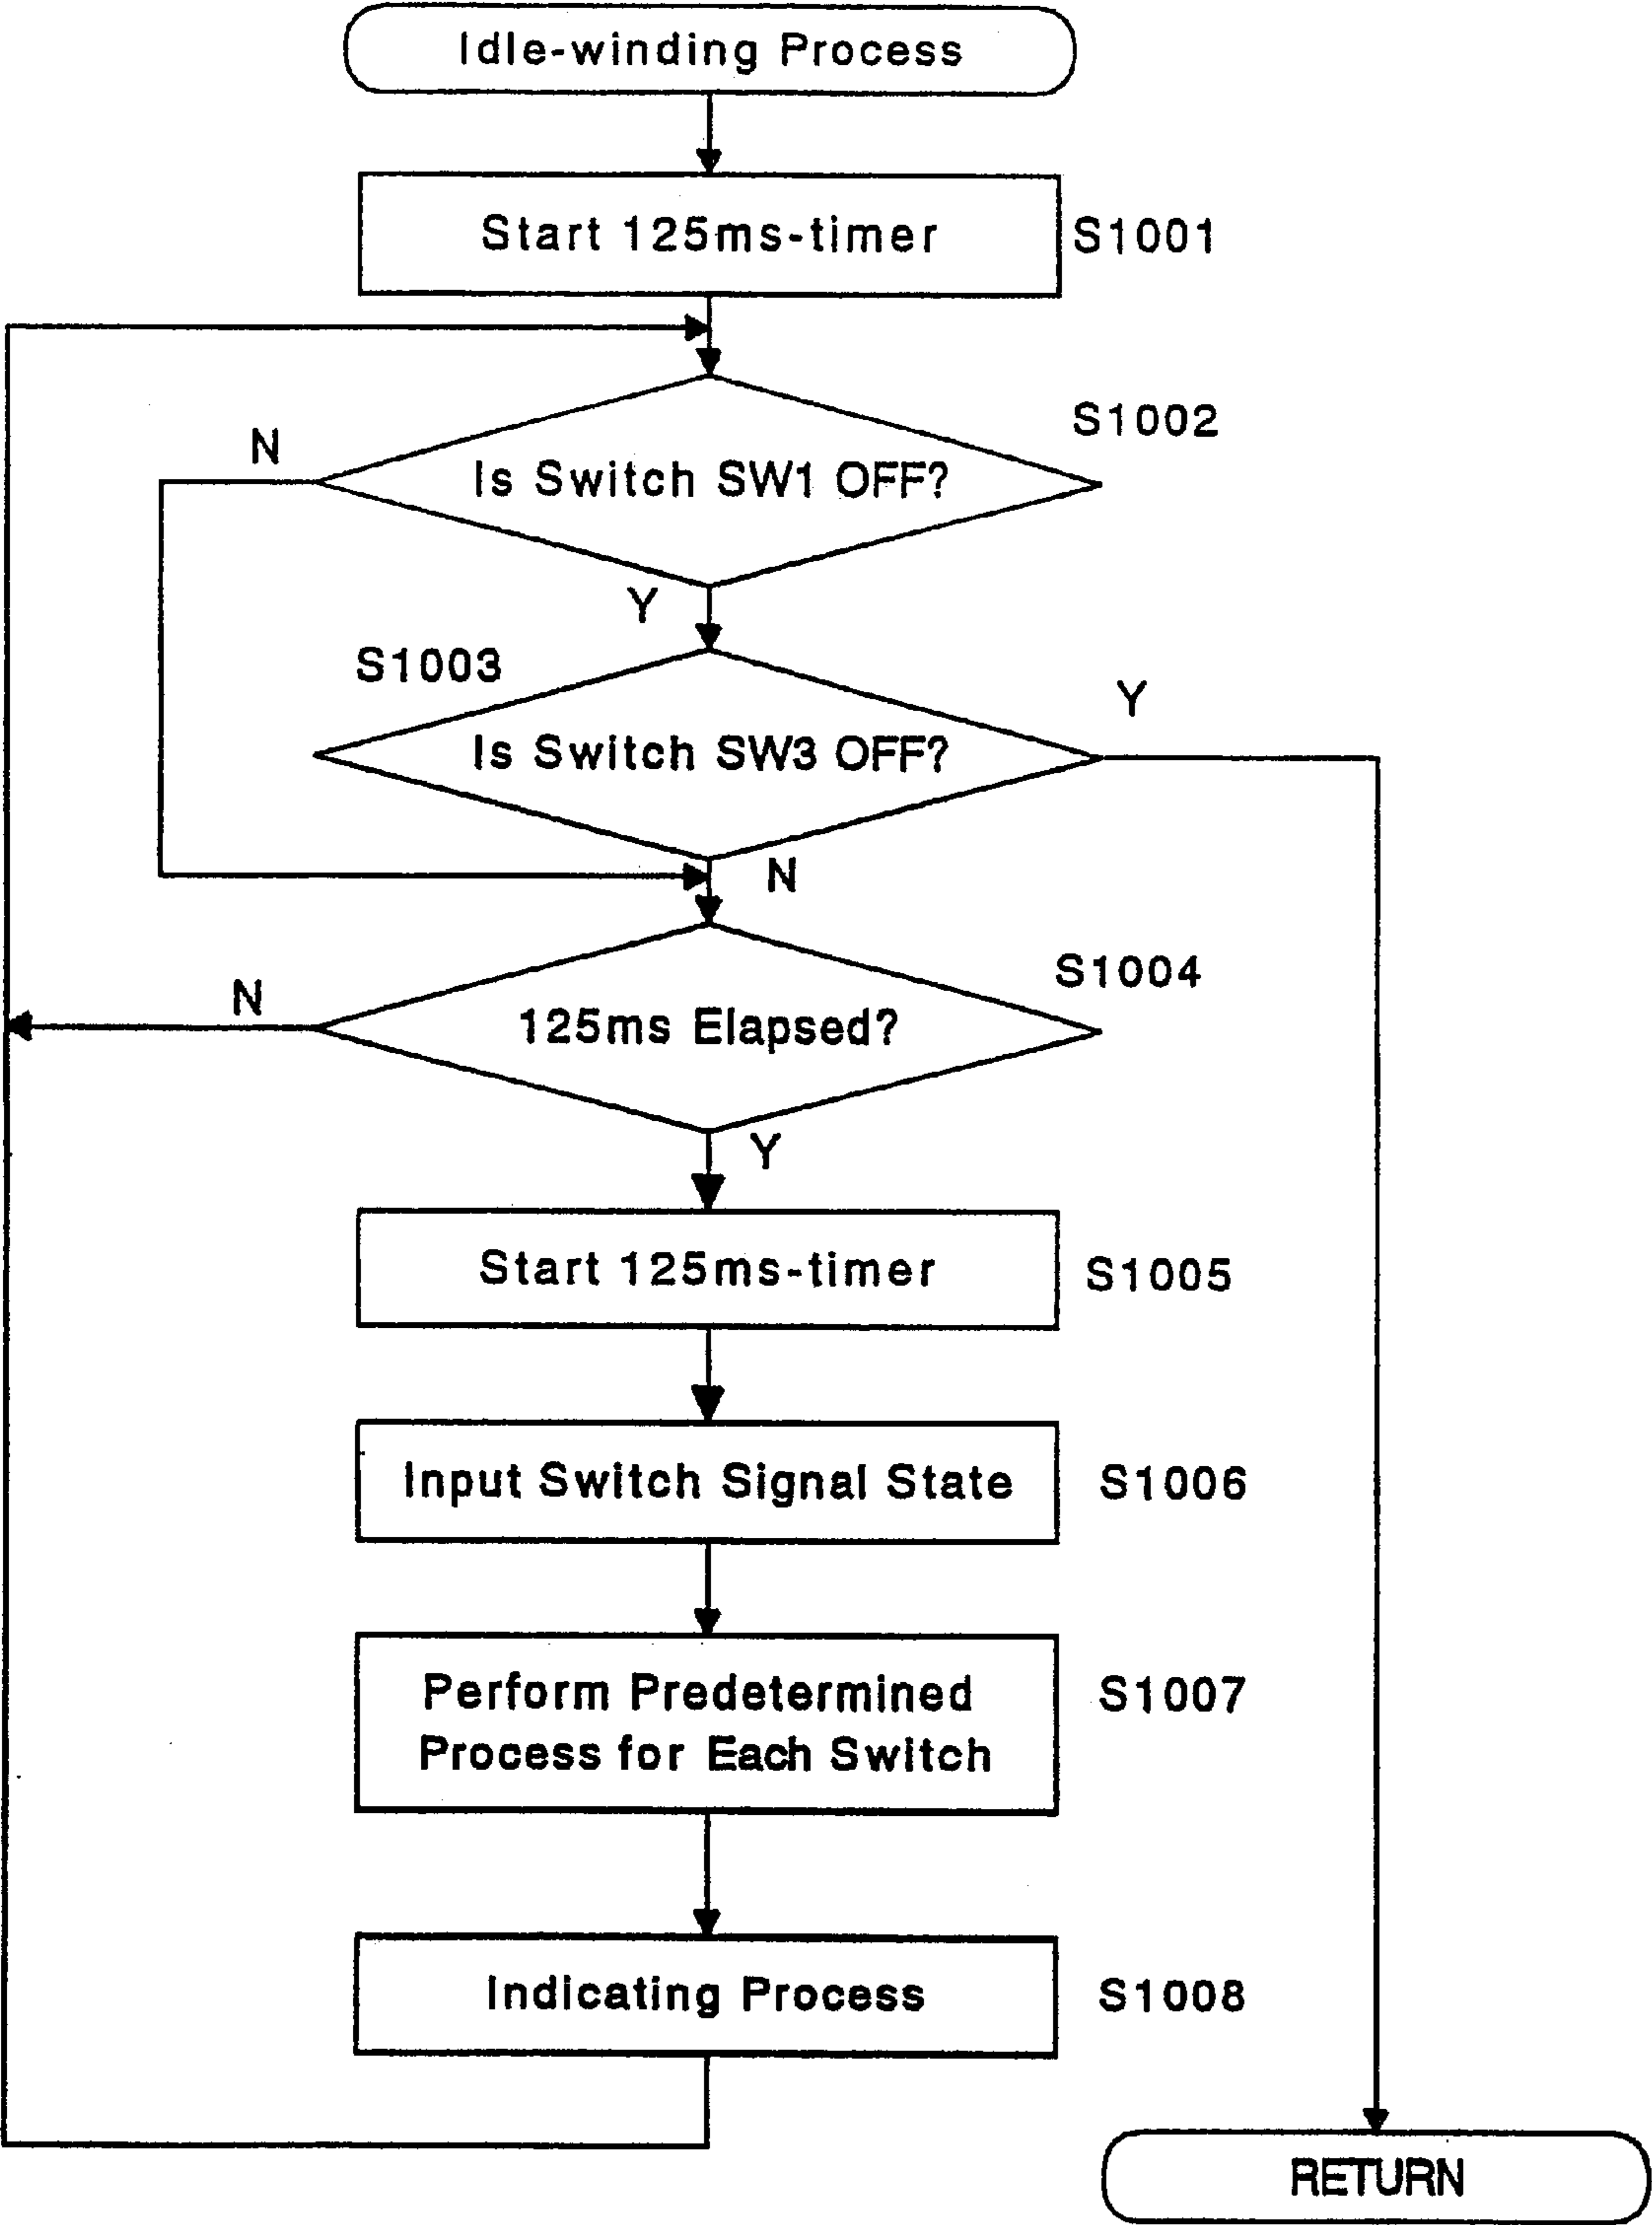 Idle-winding Process
Start 125ms-timer
S1001
S1002
N
Is Switch SW1 OFF?
Y
S1003
Y
Is Switch SW3 OFF?
N
S1004
N
125ms Elapsed?
Y
Start 125ms-timer
S1005
Input Switch Signal State
S1006
Perform Predetermined
Process for Each Switch
S1007
Indicating Process
S1008
RETURN